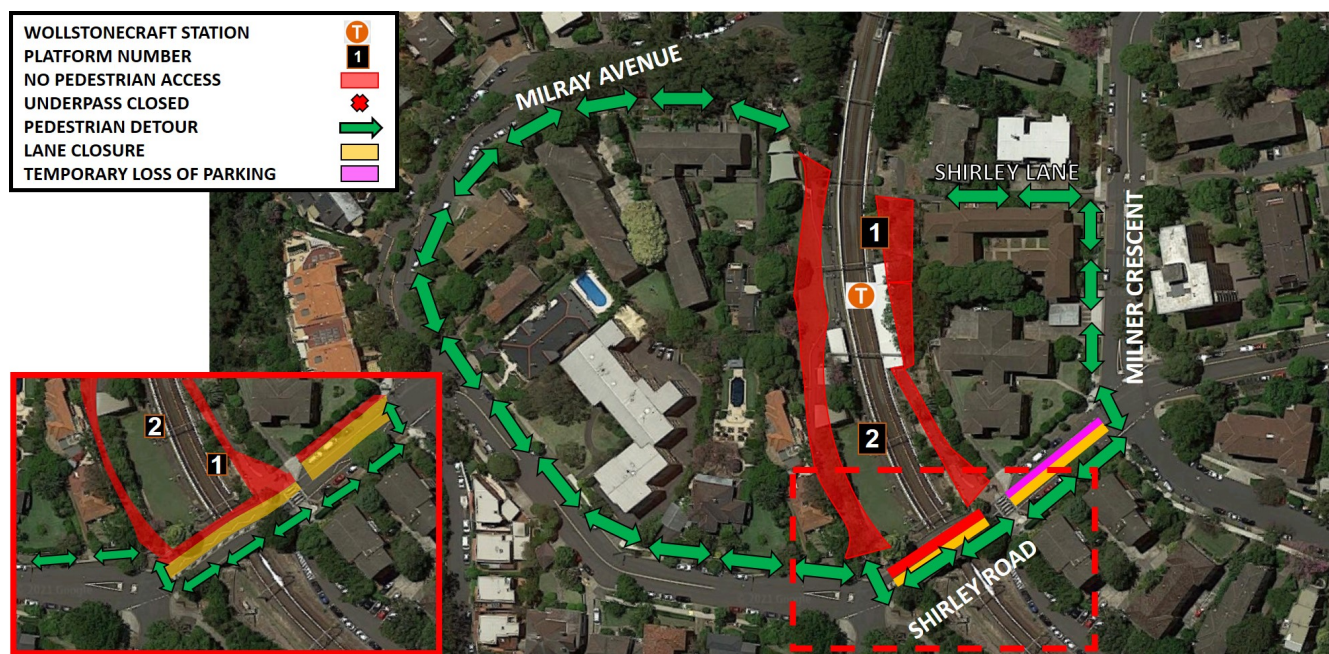 WOLLSTONECRAFT STATION T
PLATFORM NUMBER 1
NO PEDESTRIAN ACCESS
UNDERPASS CLOSED
PEDESTRIAN DETOUR
LANE CLOSURE
TEMPORARY LOSS OF PARKING
MILRAY AVENUE
SHIRLEY LANE
MILNER CRESCENT
1
T
2
SHIRLEY ROAD
2
1